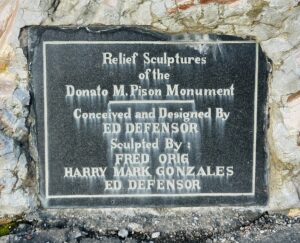 Relief Sculptures
of the
Donato M. Pison Monument
Conceived and Designed By
ED DEFENSOR
Sculpted By :
FRED ORIG
HARRY MARK GONZALES
ED DEFENSOR